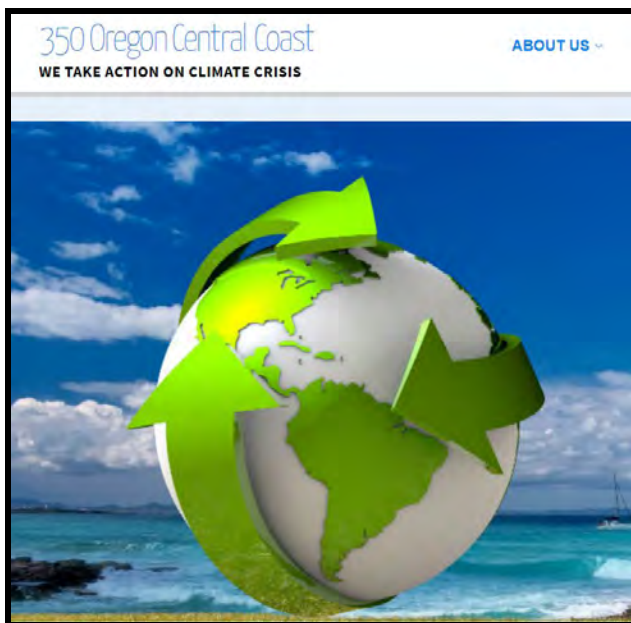 350 Oregon Central Coast
ABOUT US
WE TAKE ACTION ON CLIMATE CRISIS